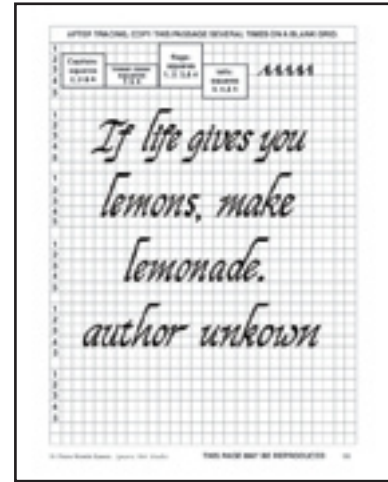 AFTER TRACING, COPY THIS PASSAGE SEVERAL TIMES ON A BLANK GRID.
If life gives you
lemons, make
lemonade.
author unkown
THIS PAGE MAY BE REPRODUCED